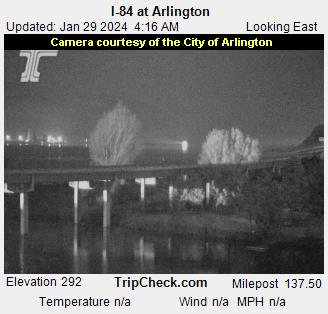 I-84 at Arlington
Updated: Jan 29 2024 4:16 AM Looking East
Camera courtesy of the City of Arlington
Elevation 292 TripCheck.com Milepost 137.50
Temperature n/a Wind n/a MPH n/a